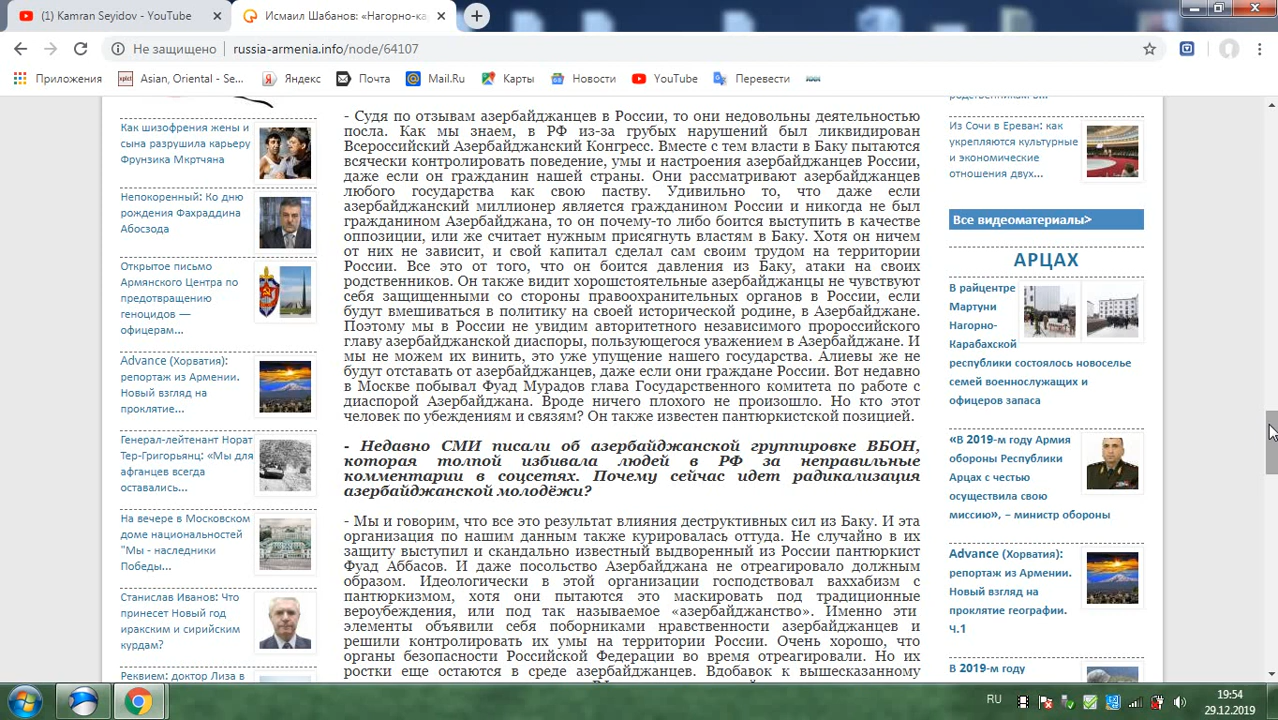 (1) Kamran Seyidov - YouTube
Исмаил Шабанов: «Нагорно-ка
Не защищено
russia-armenia.info/node/64107
Приложения
Asian, Oriental - Se...
Яндекс
Почта
Mail.Ru
Карты
Новости
YouTube
Перевести
Как шизофрения жены и
сына разрушила карьеру
Фрунзика Мкртчяна
Непокоренный: Ко дню
рождения Фахраддина
Абосзода
Открытое письмо
Армянского Центра по
предотвращению
геноцидов —
офицерам...
Advance (Хорватия):
репортаж из Армении.
Новый взгляд на
проклятие...
Генерал-лейтенант Норат
Тер-Григорьянц: «Мы для
афганцев всегда
оставались...
На вечере в Московском
доме национальностей
"Мы - наследники
Победы...
Станислав Иванов: Что
принесет Новый год
иракским и сирийским
курдам?
Реквием: доктор Лиза в
- Судя по отзывам азербайджанцев в России, то они недовольны деятельностью
посла. Как мы знаем, в РФ из-за грубых нарушений был ликвидирован
Всероссийский Азербайджанский Конгресс. Вместе с тем власти в Баку пытаются
всячески контролировать поведение, умы и настроения азербайджанцев России,
даже если он гражданин нашей страны. Они рассматривают азербайджанцев
любого государства как свою паству. Удивительно то, что даже если
азербайджанский миллионер является гражданином России и никогда не был
гражданином Азербайджана, то он почему-то либо боится выступить в качестве
оппозиции, или же считает нужным присягнуть властям в Баку. Хотя он ничем
от них не зависит, и свой капитал сделал сам своим трудом на территории
России. Все это от того, что он боится давления из Баку, атаки на своих
родственников. Он также видит хорошстоятельные азербайджанцы не чувствуют
себя защищенными со стороны правоохранительных органов в России, если
будут вмешиваться в политику на своей исторической родине, в Азербайджане.
Поэтому мы в России не увидим авторитетного независимого пророссийского
главу азербайджанской диаспоры, пользующегося уважением в Азербайджане. И
мы не можем их винить, это уже упущение нашего государства. Алиевы же не
будут отставать от азербайджанцев, даже если они граждане России. Вот недавно
в Москве побывал Фуад Мурадов глава Государственного комитета по работе с
диаспорой Азербайджана. Вроде ничего плохого не произошло. Но кто этот
человек по убеждениям и связям? Он также известен пантюркистской позицией.
- Недавно СМИ писали об азербайджанской группировке ВБОН,
которая толпой избивала людей в РФ за неправильные
комментарии в соцсетях. Почему сейчас идет радикализация
азербайджанской молодёжи?
- Мы и говорим, что все это результат влияния деструктивных сил из Баку. И эта
организация по нашим данным также курировалась оттуда. Не случайно в их
защиту выступил и скандально известный выдворенный из России пантюркист
Фуад Аббасов. И даже посольство Азербайджана не отреагировало должным
образом. Идеологически в этой организации господствовал ваххабизм с
пантюркизмом, хотя они пытаются это маскировать под традиционные
вероубеждения, или под так называемое «азербайджанство». Именно эти
элементы объявили себя поборниками нравственности азербайджанцев и
решили контролировать их умы на территории России. Очень хорошо, что
органы безопасности Российской Федерации во время отреагировали. Но их
ростки еще остаются в среде азербайджанцев. Вдобавок к вышесказанному
Из Сочи в Ереван: как
укрепляются культурные
и экономические
отношения двух...
Все видеоматериалы>
АРЦАХ
В райцентре
Мартуни
Нагорно-
Карабахской
республики состоялось новоселье
семей военнослужащих и
офицеров запаса
«В 2019-м году Армия
обороны Республики
Арцах с честью
осуществила свою
миссию», – министр обороны
Advance (Хорватия):
репортаж из Армении.
Новый взгляд на
проклятие географии.
Ч.1
В 2019-м году
RU
19:54
29.12.2019